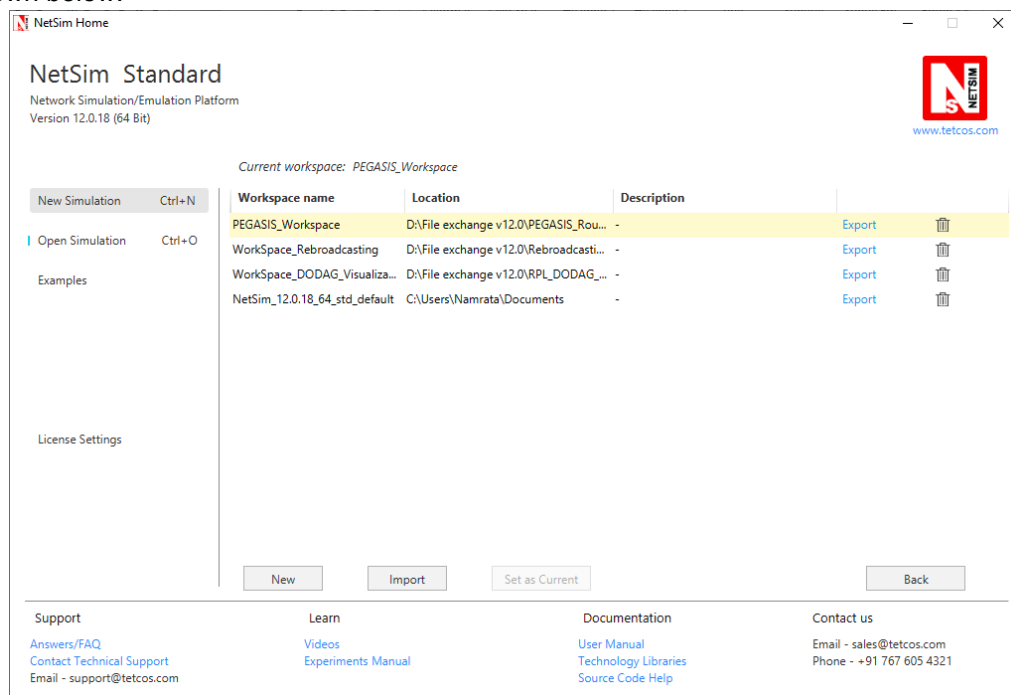 NetSim Home
NetSim Standard
Network Simulation/Emulation Platform
Version 12.0.18 (64 Bit)
NETSIM
www.tetcos.com
Current workspace: PEGASIS_Workspace
New Simulation Ctrl+N
Open Simulation Ctrl+O
Examples
License Settings
Workspace name Location Description
PEGASIS_Workspace D:\File exchange v12.0\PEGASIS_Rou... - Export
WorkSpace_Rebroadcasting D:\File exchange v12.0\Rebroadcasti... - Export
WorkSpace_DODAG_Visualiza... D:\File exchange v12.0\RPL_DODAG_... - Export
NetSim_12.0.18_64_std_default C:\Users\Namrata\Documents - Export
New Import Set as Current Back
Support Learn Documentation Contact us
Answers/FAQ Videos User Manual Email - sales@tetcos.com
Contact Technical Support Experiments Manual Technology Libraries Phone - +91 767 605 4321
Email - support@tetcos.com Source Code Help